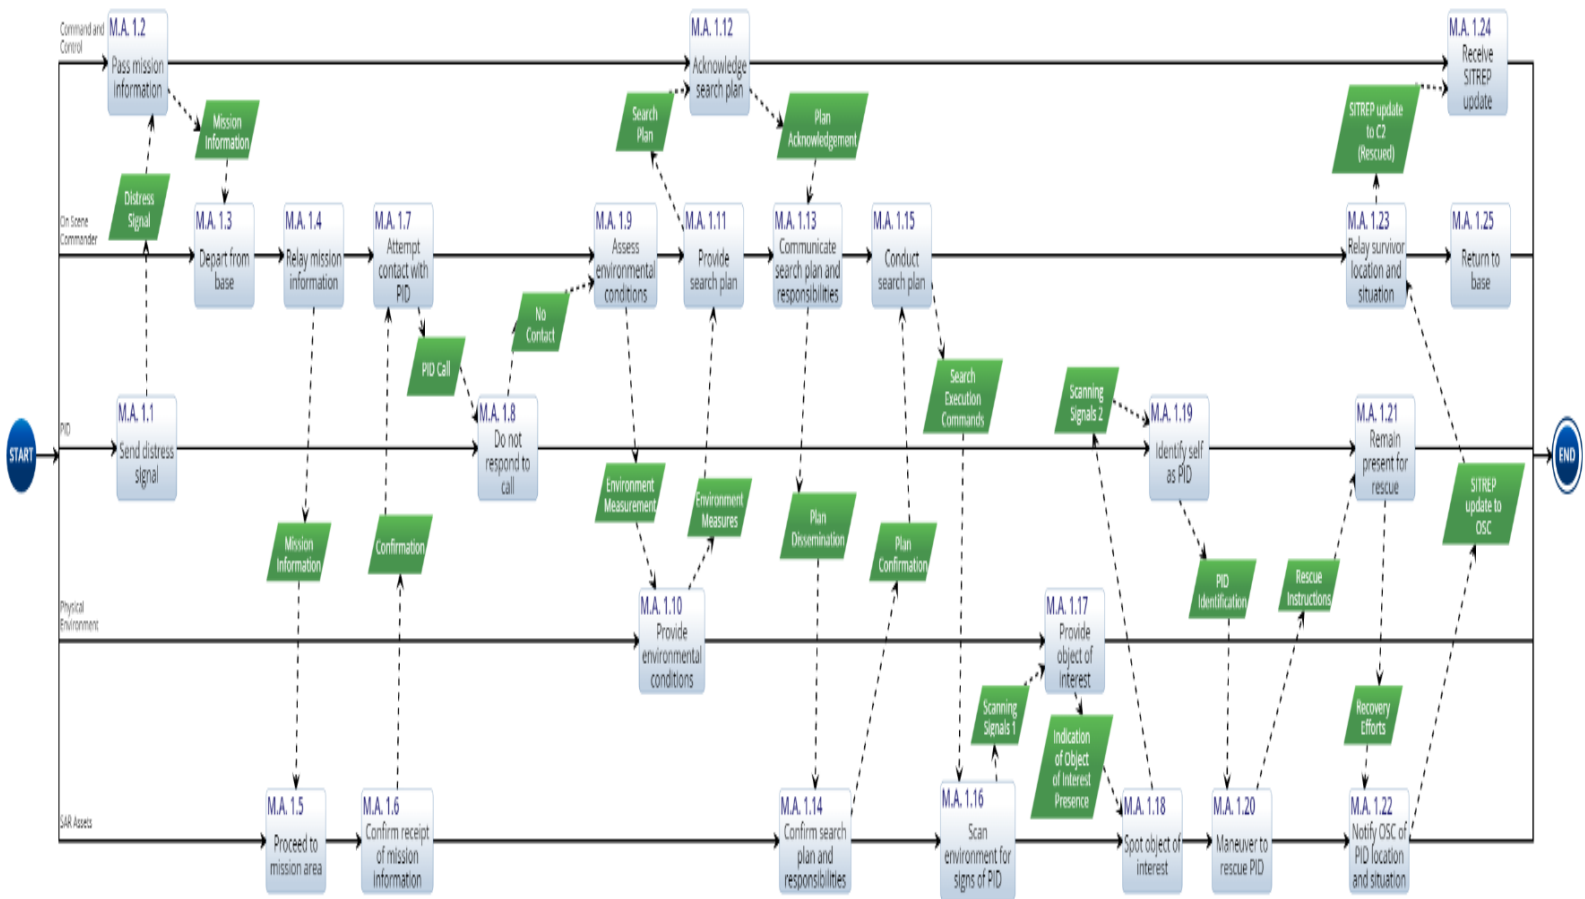 Command and
Control
M.A. 1.2
Pass mission
information
Mission
Information
Distress
Signal
M.A. 1.12
Acknowledge
search plan
Search
Plan
Plan
Acknowledgement
M.A. 1.24
Receive
SITREP
update
SITREP update
to C2
(Rescued)
On Scene
Commander
M.A. 1.3
Depart from
base
M.A. 1.4
Relay mission
information
M.A. 1.7
Attempt
contact with
PID
M.A. 1.9
Assess
environmental
conditions
M.A. 1.11
Provide
search plan
M.A. 1.13
Communicate
search plan and
responsibilities
M.A. 1.15
Conduct
search plan
M.A. 1.23
Relay survivor
location and
situation
M.A. 1.25
Return to
base
No
Contact
PID Call
Search
Execution
Commands
Scanning
Signals 2
START
PID
M.A. 1.1
Send distress
signal
M.A. 1.8
Do not
respond to
call
M.A. 1.19
Identify self
as PID
M.A. 1.21
Remain
present for
rescue
END
Environment
Measurement
Environment
Measures
Plan
Dissemination
Plan
Confirmation
Mission
Information
Confirmation
PID
Identification
Rescue
Instructions
SITREP
update to
OSC
Physical
Environment
M.A. 1.10
Provide
environmental
conditions
M.A. 1.17
Provide
object of
interest
Scanning
Signals 1
Indication
of Object
of Interest
Presence
Recovery
Efforts
SAR Assets
M.A. 1.5
Proceed to
mission area
M.A. 1.6
Confirm receipt
of mission
information
M.A. 1.14
Confirm search
plan and
responsibilities
M.A. 1.16
Scan
environment for
signs of PID
M.A. 1.18
Spot object of
interest
M.A. 1.20
Maneuver to
rescue PID
M.A. 1.22
Notify OSC of
PID location
and situation